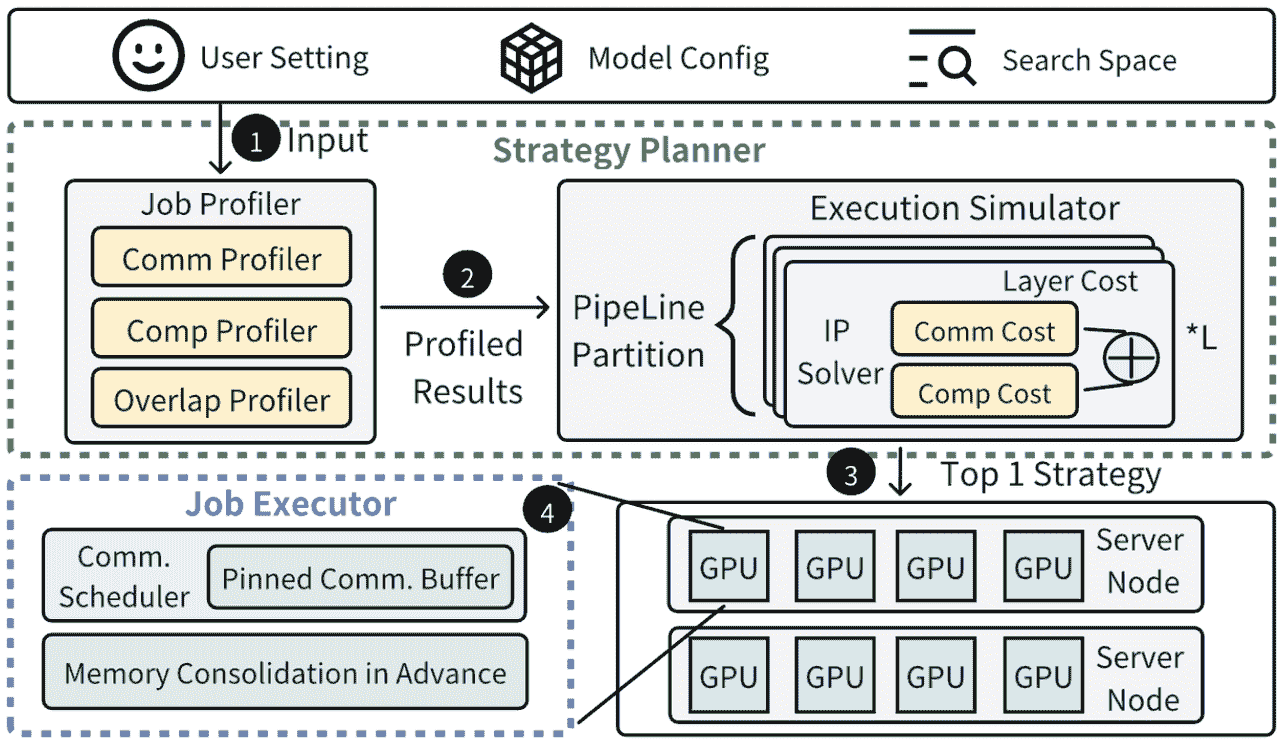 User Setting
Model Config
Search Space
1 Input
Strategy Planner
Job Profiler
Comm Profiler
Comp Profiler
Overlap Profiler
2
Profiled
Results
Execution Simulator
PipeLine
Partition
Layer Cost
IP
Solver
Comm Cost
Comp Cost
*L
3 Top 1 Strategy
Job Executor
4
Comm.
Scheduler
Pinned Comm. Buffer
Memory Consolidation in Advance
GPU GPU GPU GPU
Server
Node
GPU GPU GPU GPU
Server
Node